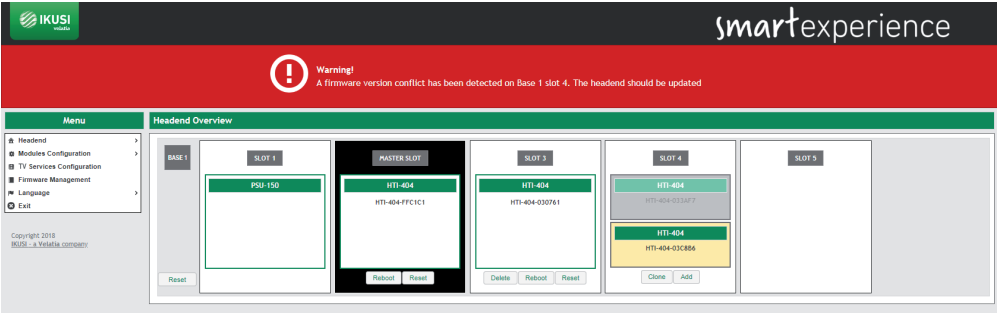 IKUSI
velatia
smartexperience
Warning!
A firmware version conflict has been detected on Base 1 slot 4. The headend should be updated
Menu
Headend
Modules Configuration
TV Services Configuration
Firmware Management
Language
Exit
Copyright 2018
IKUSI - a Velatia company
Headend Overview
BASE 1
Reset
SLOT 1
PSU-150
MASTER SLOT
HTI-404
HTI-404-FFC1C1
Reboot Reset
SLOT 3
HTI-404
HTI-404-030761
Delete Reboot Reset
SLOT 4
HTI-404
HTI-404-033AF7
HTI-404
HTI-404-03C8B6
Clone Add
SLOT 5